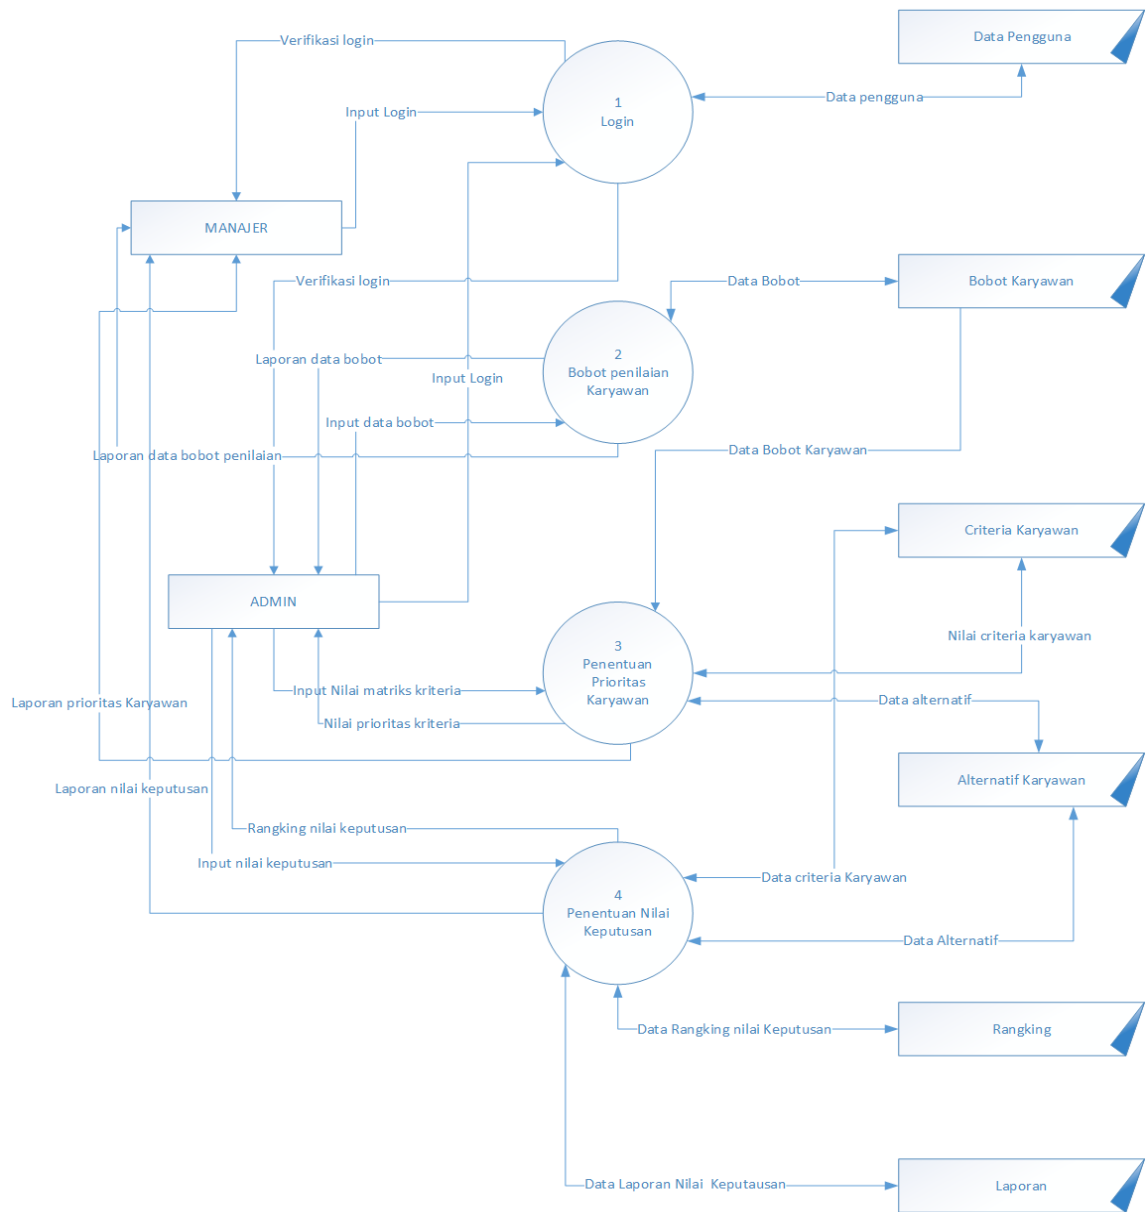 Verifikasi login
Data Pengguna
1
Login
Data pengguna
Input Login
MANAJER
Verifikasi login
Data Bobot
Bobot Karyawan
2
Bobot penilaian
Karyawan
Laporan data bobot
Input Login
Input data bobot
Laporan data bobot penilaian
Data Bobot Karyawan
Criteria Karyawan
ADMIN
Nilai criteria karyawan
3
Penentuan
Prioritas
Karyawan
Input Nilai matriks kriteria
Laporan prioritas Karyawan
Data alternatif
Nilai prioritas kriteria
Alternatif Karyawan
Laporan nilai keputusan
Rangking nilai keputusan
Input nilai keputusan
Data criteria Karyawan
4
Penentuan Nilai
Keputusan
Data Alternatif
Data Rangking nilai Keputusan
Rangking
Data Laporan Nilai  Keputausan
Laporan